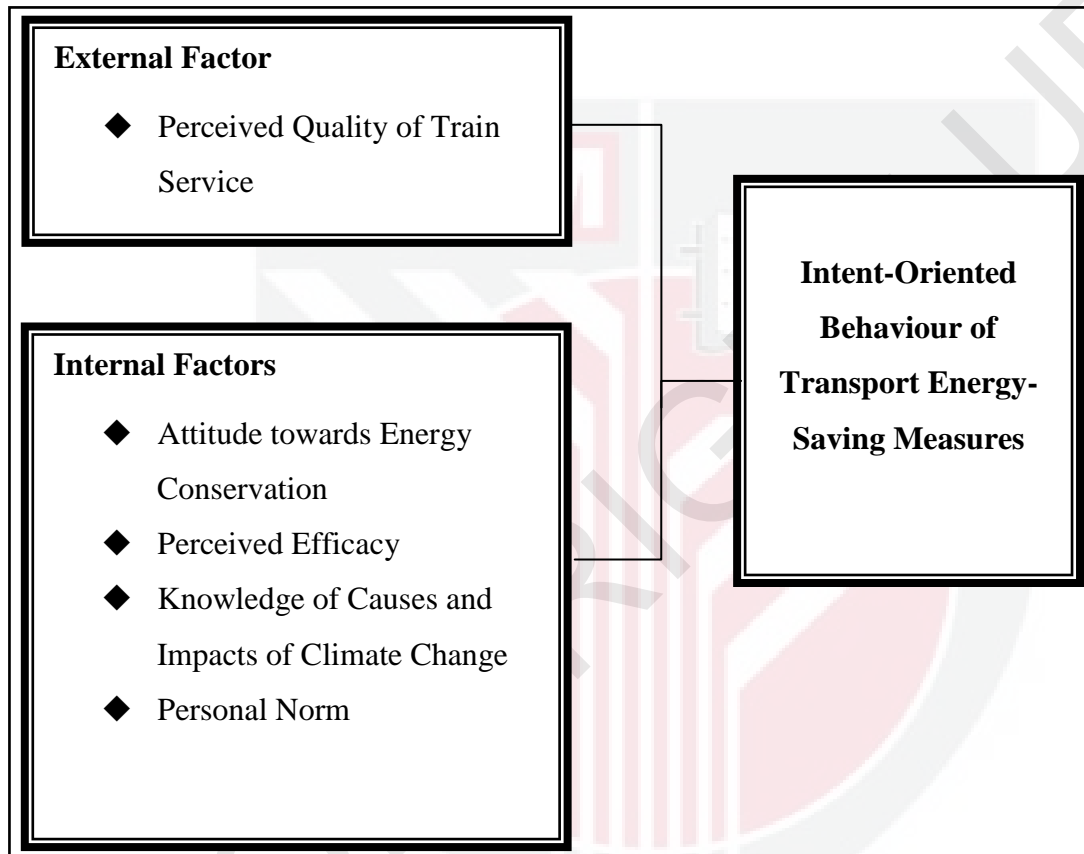 External Factor
◆ Perceived Quality of Train
Service
Internal Factors
◆ Attitude towards Energy
Conservation
◆ Perceived Efficacy
◆ Knowledge of Causes and
Impacts of Climate Change
◆ Personal Norm
Intent-Oriented
Behaviour of
Transport Energy-
Saving Measures